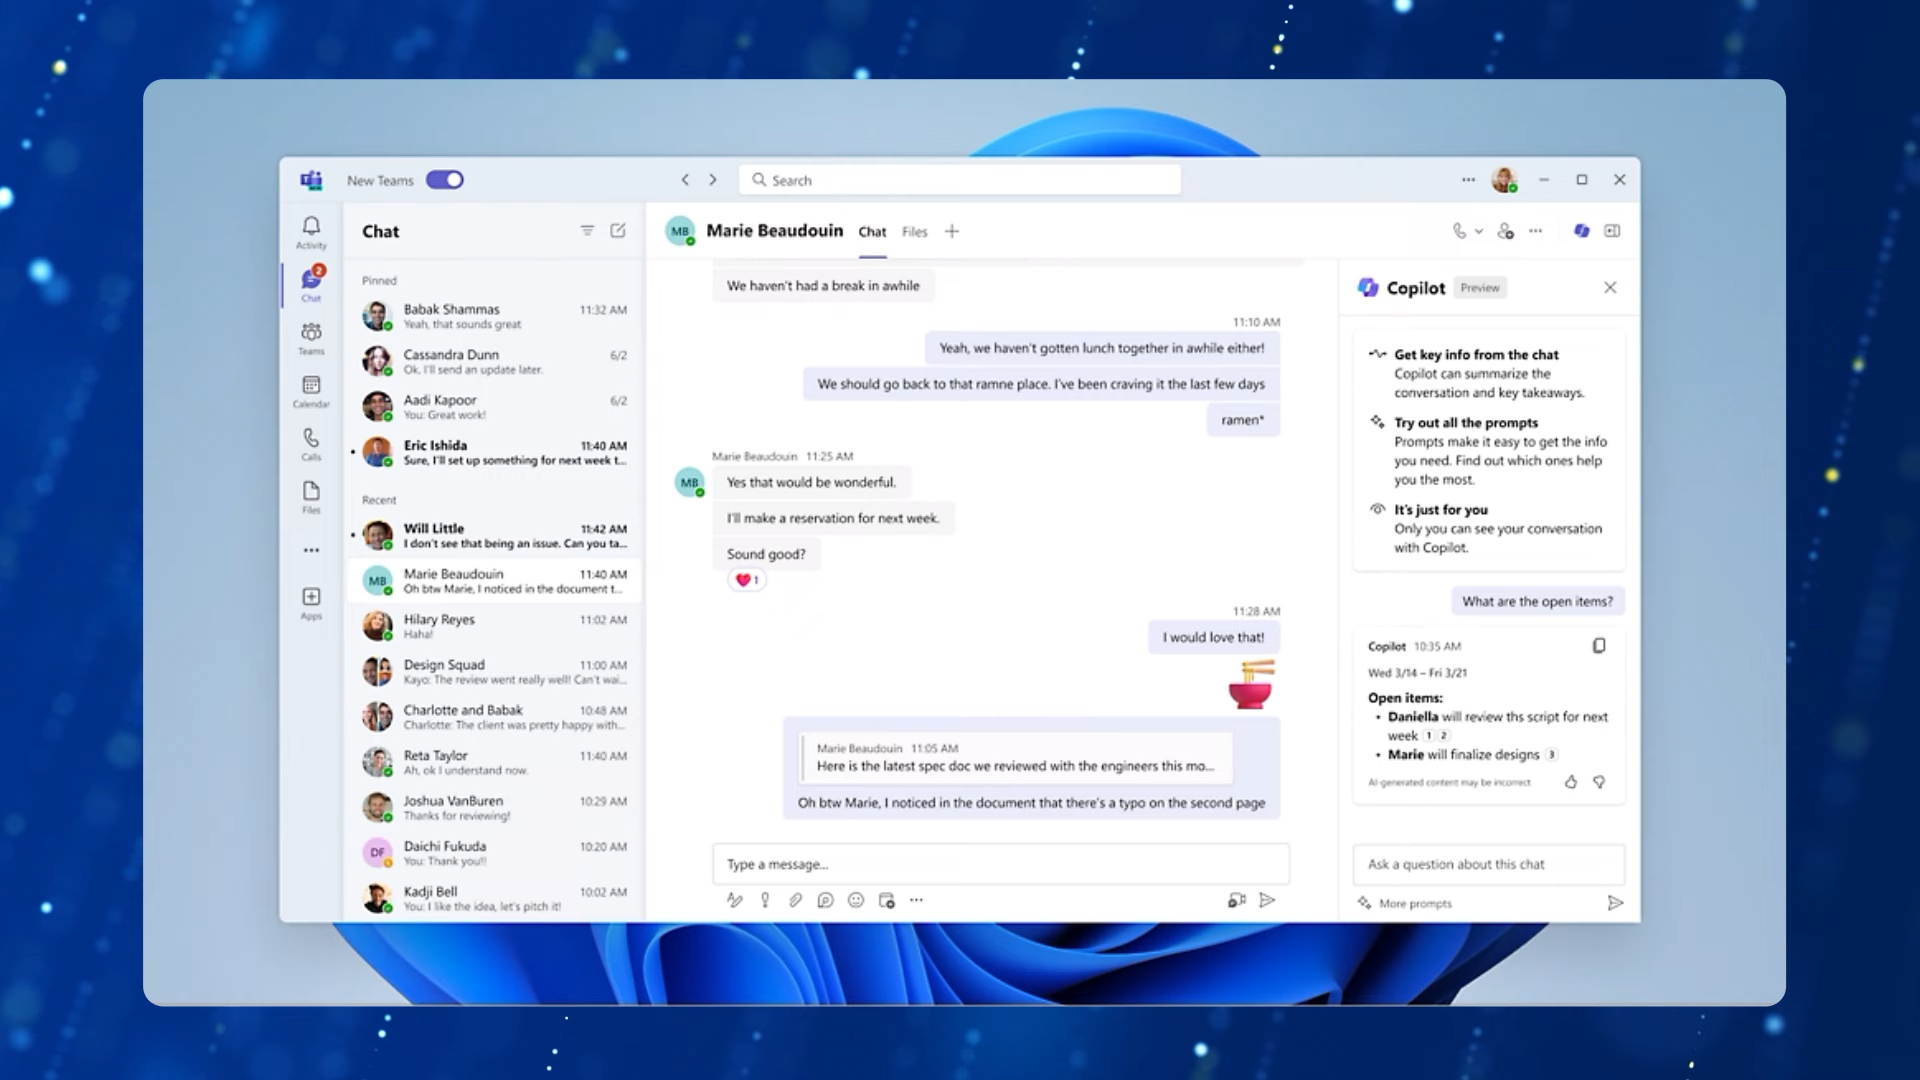 New Teams
Search
Activity
2
Chat
Teams
Calendar
Calls
Files
Apps
Chat
Pinned
Babak Shammas 11:32 AM
Yeah, that sounds great
Cassandra Dunn 6/2
Ok, I'll send an update later.
Aadi Kapoor 6/2
You: Great work!
Eric Ishida 11:40 AM
Sure, I'll set up something for next week t...
Recent
Will Little 11:42 AM
I don't see that being an issue. Can you ta...
MB
Marie Beaudouin 11:40 AM
Oh btw Marie, I noticed in the document t...
Hilary Reyes 11:02 AM
Haha!
Design Squad 11:00 AM
Kayo: The review went really well! Can't wai...
Charlotte and Babak 10:48 AM
Charlotte: The client was pretty happy with...
Reta Taylor 11:40 AM
Ah, ok I understand now.
Joshua VanBuren 10:29 AM
Thanks for reviewing!
DF
Daichi Fukuda 10:20 AM
You: Thank you!!
Kadji Bell 10:02 AM
You: I like the idea, let's pitch it!
MB Marie Beaudouin Chat Files
We haven't had a break in awhile
11:10 AM
Yeah, we haven't gotten lunch together in awhile either!
We should go back to that ramne place. I've been craving it the last few days
ramen*
Marie Beaudouin 11:25 AM
MB
Yes that would be wonderful.
I'll make a reservation for next week.
Sound good?
1
11:28 AM
I would love that!
Marie Beaudouin 11:05 AM
Here is the latest spec doc we reviewed with the engineers this mo...
Oh btw Marie, I noticed in the document that there's a typo on the second page
Type a message...
Copilot Preview
Get key info from the chat
Copilot can summarize the
conversation and key takeaways.
Try out all the prompts
Prompts make it easy to get the info
you need. Find out which ones help
you the most.
It's just for you
Only you can see your conversation
with Copilot.
What are the open items?
Copilot 10:35 AM
Wed 3/14 – Fri 3/21
Open items:
• Daniella will review ths script for next
week 1 2
• Marie will finalize designs 3
AI-generated content may be incorrect
Ask a question about this chat
More prompts